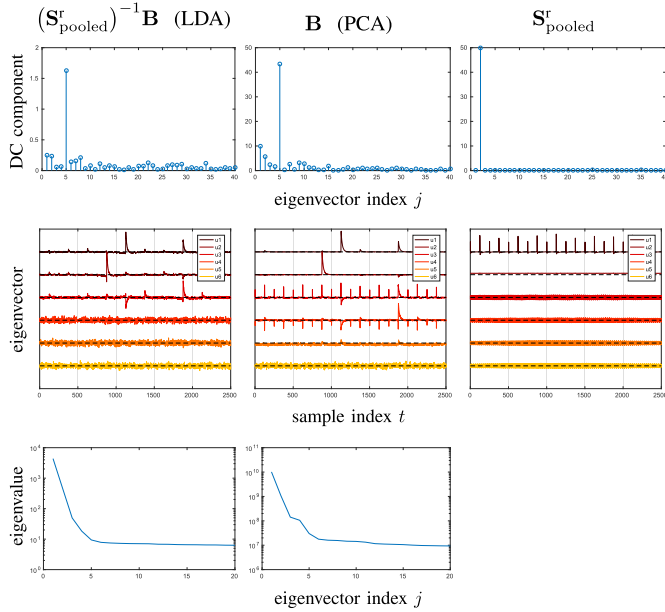 (S^r_pooled)^−1 B (LDA)
B (PCA)
S^r_pooled
DC component
2
1.5
1
0.5
0
0 5 10 15 20 25 30 35 40
50
40
30
20
10
0
0 5 10 15 20 25 30 35 40
50
45
40
35
30
25
20
15
10
5
0
0 5 10 15 20 25 30 35 40
eigenvector index j
eigenvector
u1
u2
u3
u4
u5
u6
0 500 1000 1500 2000 2500
u1
u2
u3
u4
u5
u6
0 500 1000 1500 2000 2500
u1
u2
u3
u4
u5
u6
0 500 1000 1500 2000 2500
sample index t
eigenvalue
10^4
10^3
10^2
10^1
10^0
0 5 10 15 20
10^11
10^10
10^9
10^8
10^7
10^6
0 5 10 15 20
eigenvector index j